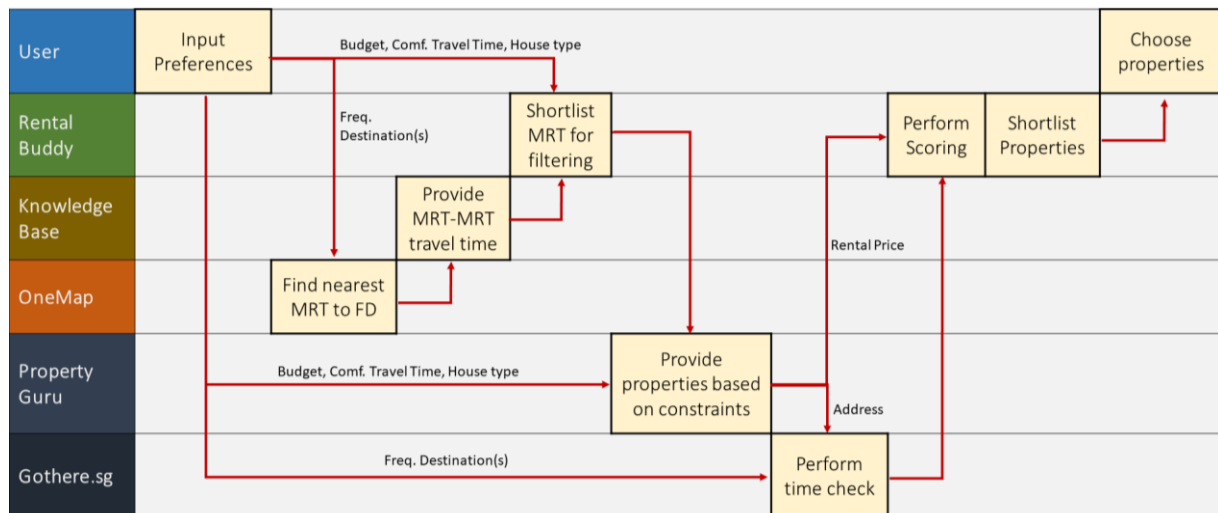 User
Input
Preferences
Budget, Comf. Travel Time, House type
Choose
properties
Rental
Buddy
Freq.
Destination(s)
Shortlist
MRT for
filtering
Perform
Scoring
Shortlist
Properties
Knowledge
Base
Provide
MRT-MRT
travel time
Rental Price
OneMap
Find nearest
MRT to FD
Property
Guru
Budget, Comf. Travel Time, House type
Provide
properties based
on constraints
Address
Gothere.sg
Freq. Destination(s)
Perform
time check